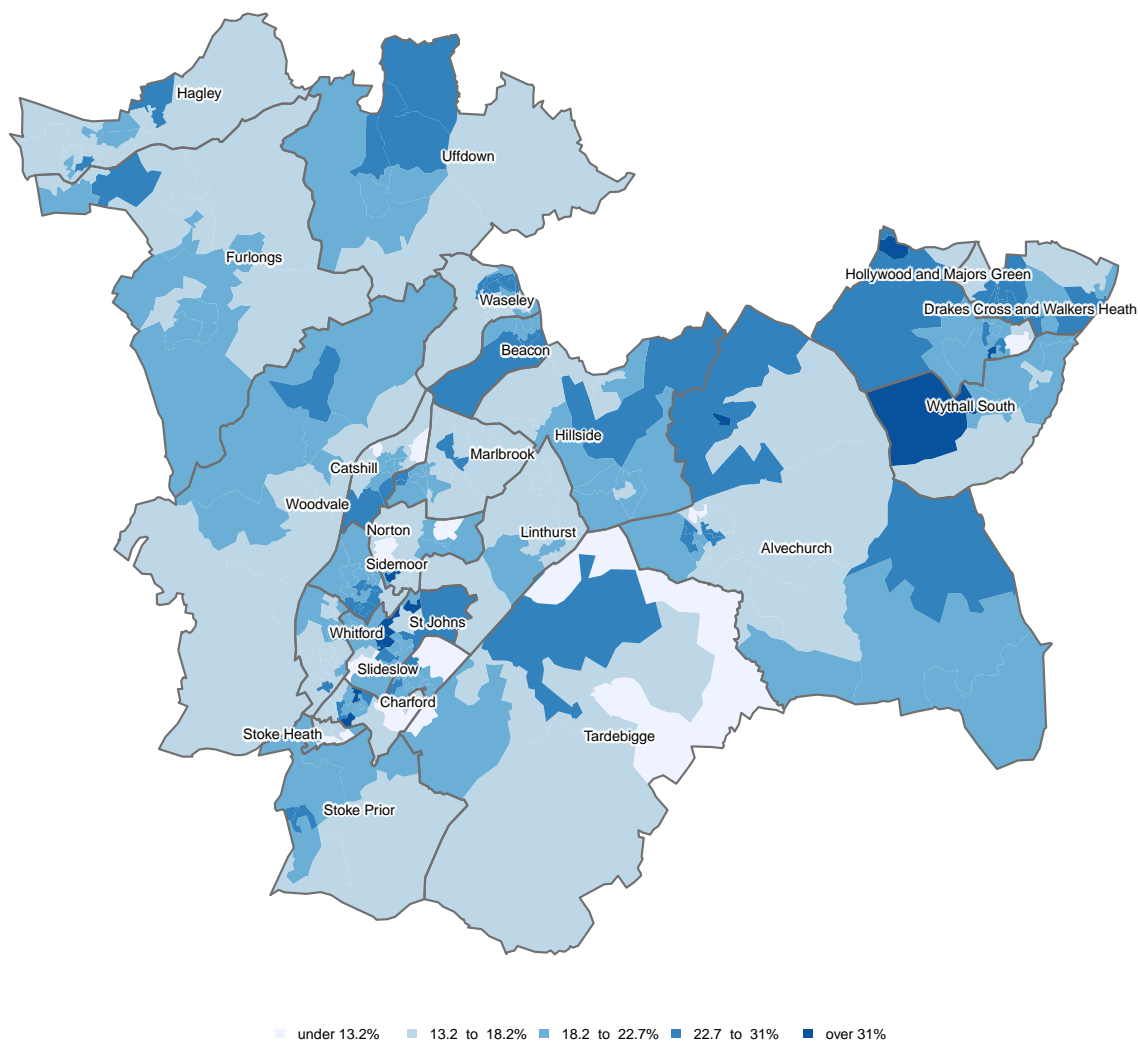 Hagley
Uffdown
Furlongs
Hollywood and Majors Green
Waseley
Drakes Cross and Walkers Heath
Beacon
Wythall South
Hillside
Marlbrook
Catshill
Woodvale
Norton
Linthurst
Alvechurch
Sidemoor
St Johns
Whitford
Slideslow
Charford
Stoke Heath
Tardebigge
Stoke Prior
under 13.2% 13.2 to 18.2% 18.2 to 22.7% 22.7 to 31% over 31%